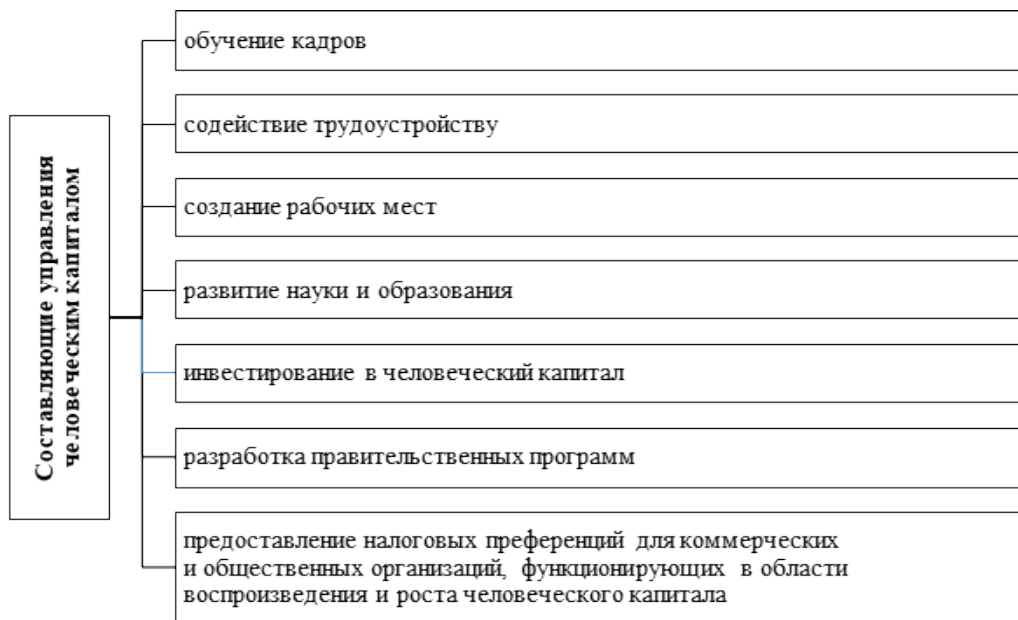 Составляющие управления
человеческим капиталом
обучение кадров
содействие трудоустройству
создание рабочих мест
развитие науки и образования
инвестирование в человеческий капитал
разработка правительственных программ
предоставление налоговых преференций для коммерческих
и общественных организаций, функционирующих в области
воспроизведения и роста человеческого капитала